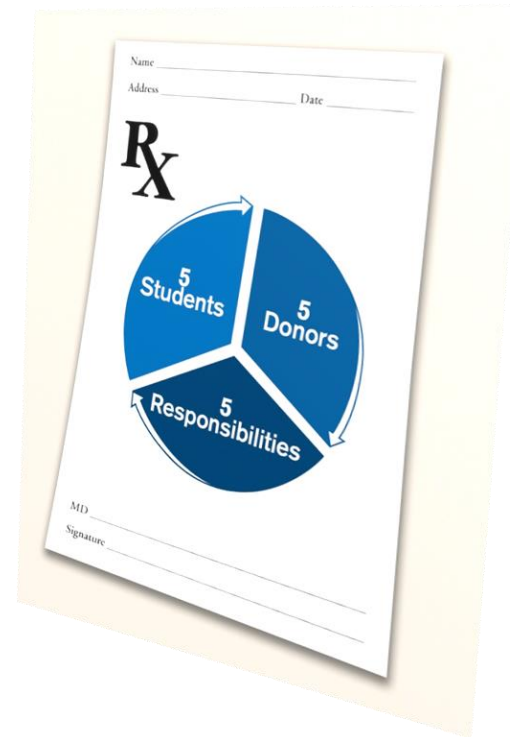 Name
Address Date
Rx
5
Students
5
Donors
5
Responsibilities
MD
Signature